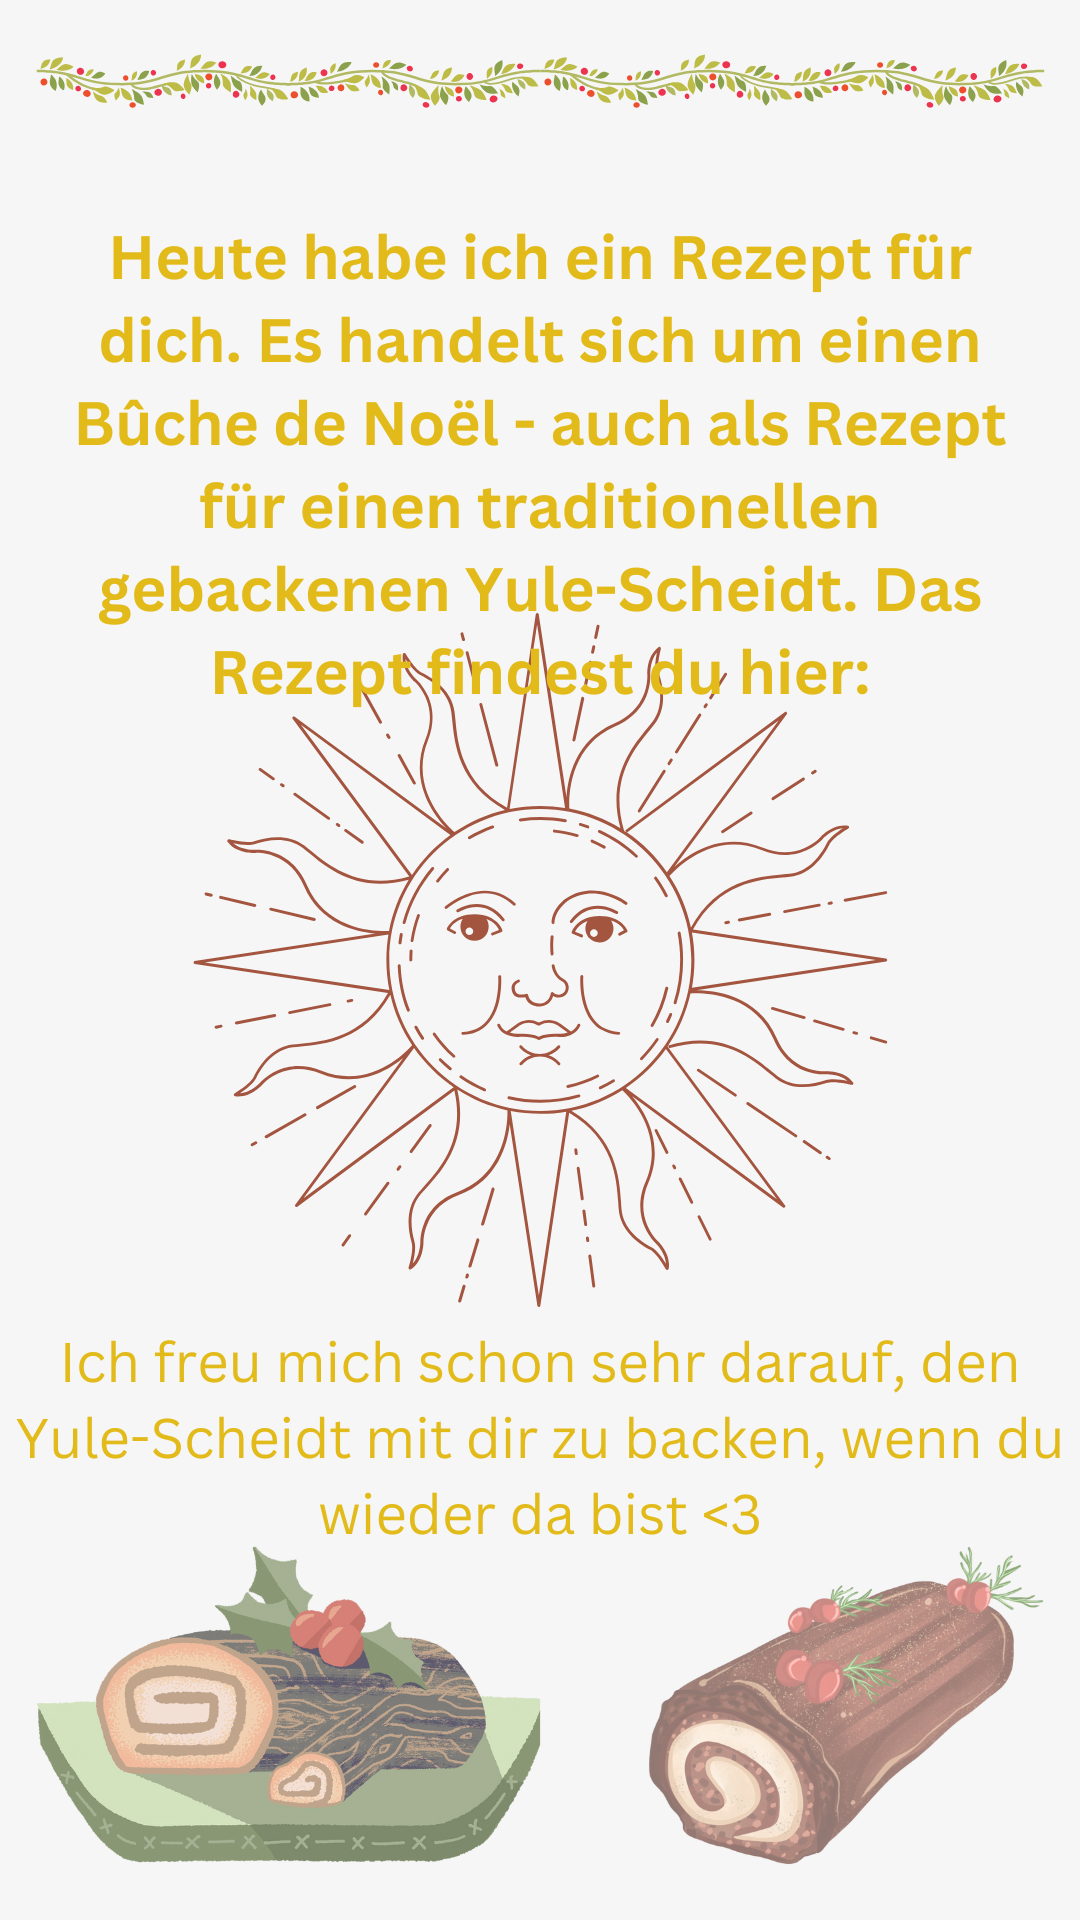 Heute habe ich ein Rezept für
dich. Es handelt sich um einen
Bûche de Noël - auch als Rezept
für einen traditionellen
gebackenen Yule-Scheidt. Das
Rezept findest du hier:
Ich freu mich schon sehr darauf, den
Yule-Scheidt mit dir zu backen, wenn du
wieder da bist <3